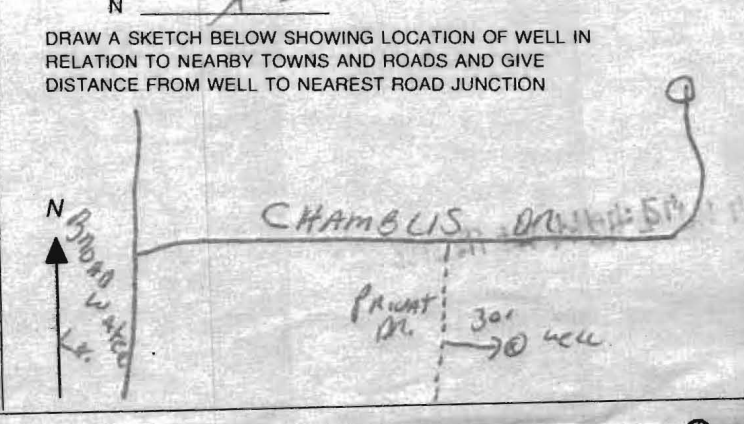 N
DRAW A SKETCH BELOW SHOWING LOCATION OF WELL IN
RELATION TO NEARBY TOWNS AND ROADS AND GIVE
DISTANCE FROM WELL TO NEAREST ROAD JUNCTION
N
BROAD WATER
CHAMBLIS DR.
PRIVAT
DR.
30'
well